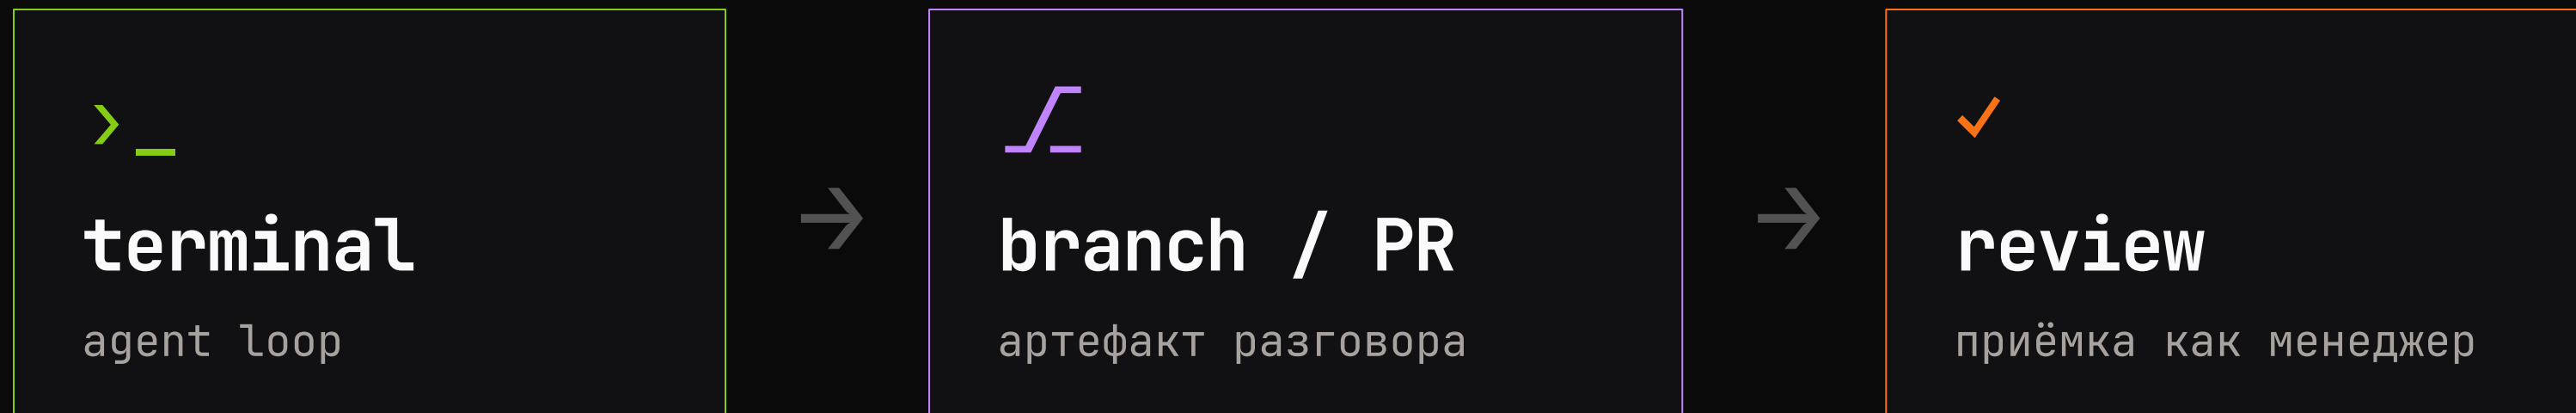 terminal
agent loop
branch / PR
артефакт разговора
review
приёмка как менеджер